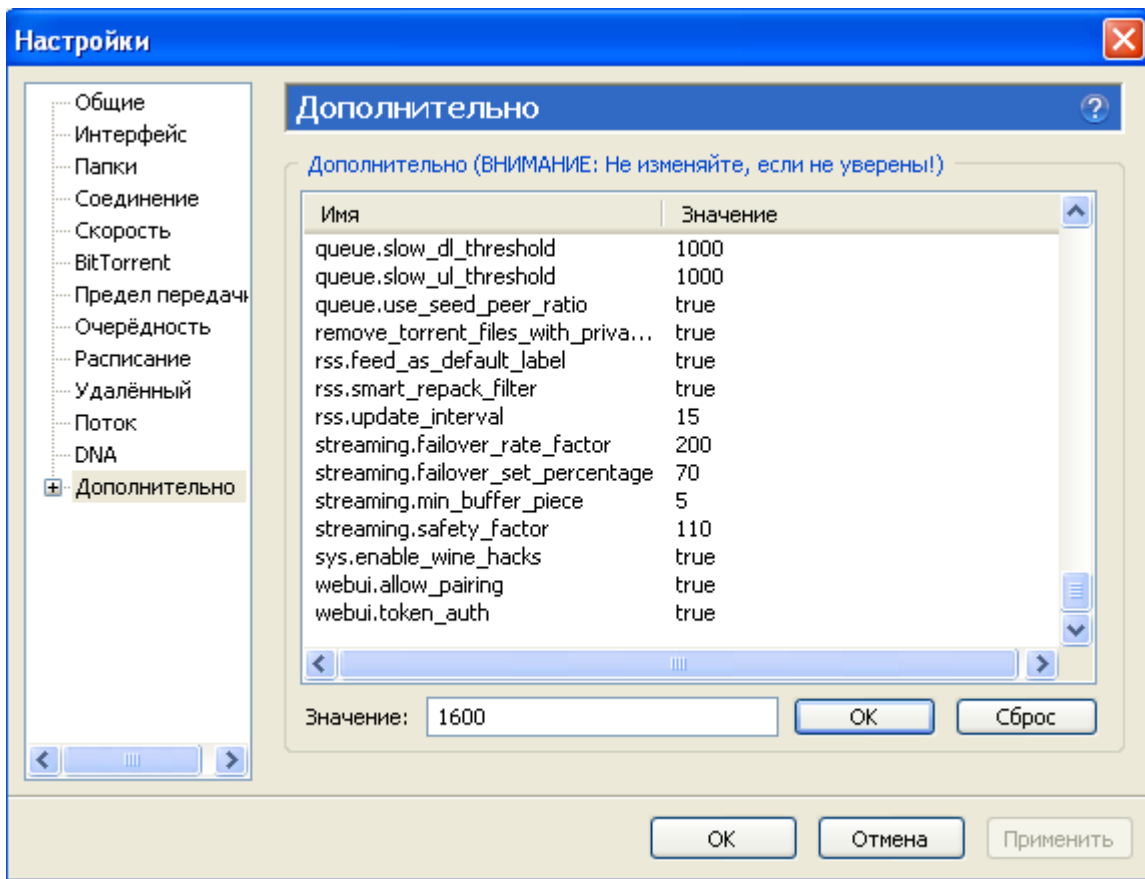 Настройки
Общие
Интерфейс
Папки
Соединение
Скорость
BitTorrent
Предел передач
Очерёдность
Расписание
Удалённый
Поток
DNA
Дополнительно
Дополнительно
Дополнительно (ВНИМАНИЕ: Не изменяйте, если не уверены!)
Имя Значение
queue.slow_dl_threshold 1000
queue.slow_ul_threshold 1000
queue.use_seed_peer_ratio true
remove_torrent_files_with_priva... true
rss.feed_as_default_label true
rss.smart_repack_filter true
rss.update_interval 15
streaming.failover_rate_factor 200
streaming.failover_set_percentage 70
streaming.min_buffer_piece 5
streaming.safety_factor 110
sys.enable_wine_hacks true
webui.allow_pairing true
webui.token_auth true
Значение: 1600 OK Сброс
OK Отмена Применить